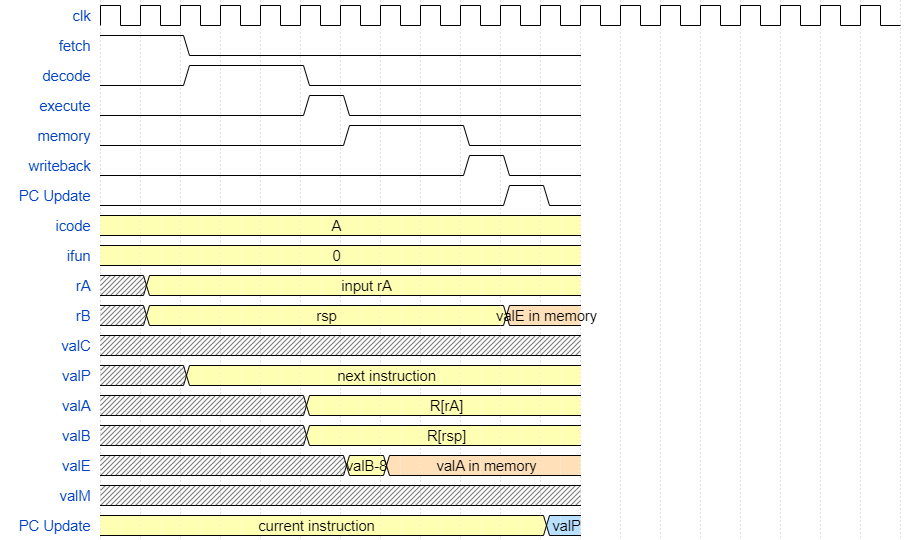 clk
fetch
decode
execute
memory
writeback
PC Update
icode A
ifun 0
rA input rA
rB rsp valE in memory
valC
valP next instruction
valA R[rA]
valB R[rsp]
valE valB-8 valA in memory
valM
PC Update current instruction valP